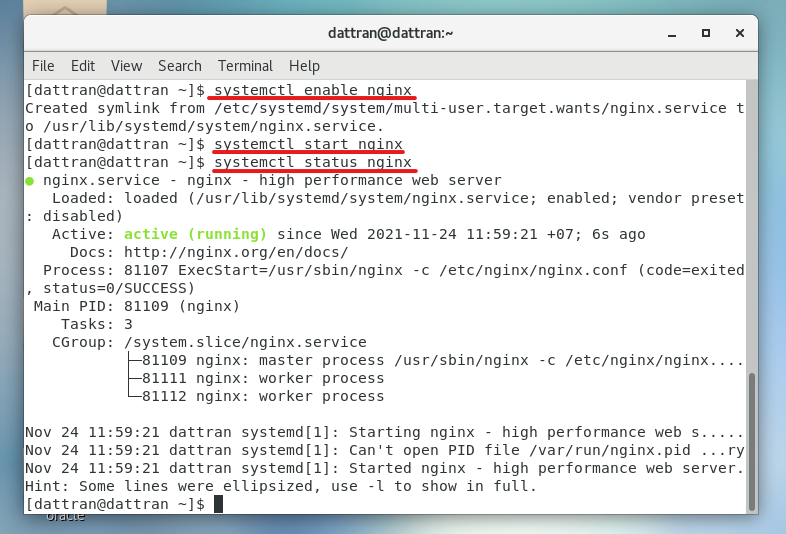 dattran@dattran:~
File Edit View Search Terminal Help
[dattran@dattran ~]$ systemctl enable nginx
Created symlink from /etc/systemd/system/multi-user.target.wants/nginx.service t
o /usr/lib/systemd/system/nginx.service.
[dattran@dattran ~]$ systemctl start nginx
[dattran@dattran ~]$ systemctl status nginx
● nginx.service - nginx - high performance web server
   Loaded: loaded (/usr/lib/systemd/system/nginx.service; enabled; vendor preset
: disabled)
   Active: active (running) since Wed 2021-11-24 11:59:21 +07; 6s ago
     Docs: http://nginx.org/en/docs/
  Process: 81107 ExecStart=/usr/sbin/nginx -c /etc/nginx/nginx.conf (code=exited
, status=0/SUCCESS)
 Main PID: 81109 (nginx)
    Tasks: 3
   CGroup: /system.slice/nginx.service
           ├─81109 nginx: master process /usr/sbin/nginx -c /etc/nginx/nginx....
           ├─81111 nginx: worker process
           └─81112 nginx: worker process
Nov 24 11:59:21 dattran systemd[1]: Starting nginx - high performance web s.....
Nov 24 11:59:21 dattran systemd[1]: Can't open PID file /var/run/nginx.pid ...ry
Nov 24 11:59:21 dattran systemd[1]: Started nginx - high performance web server.
Hint: Some lines were ellipsized, use -l to show in full.
[dattran@dattran ~]$
oracle